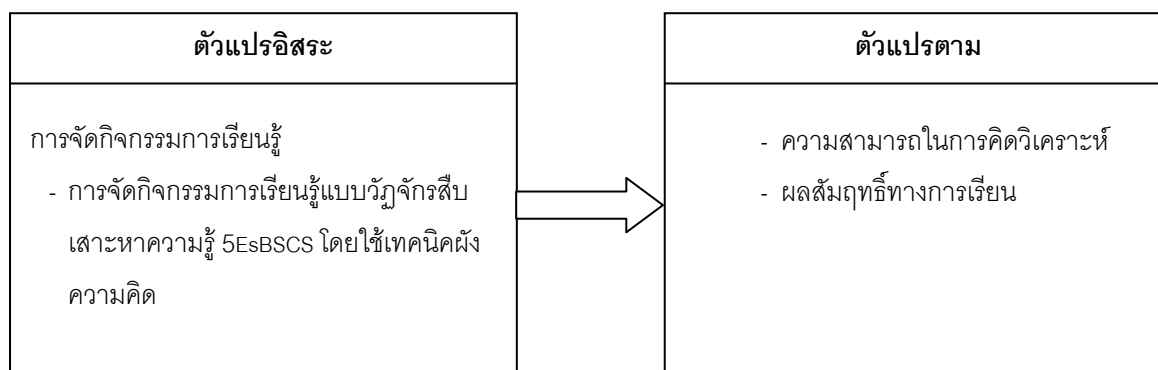 ตัวแปรอิสระ
การจัดกิจกรรมการเรียนรู้
- การจัดกิจกรรมการเรียนรู้แบบวัฏจักรสืบ
เสาะหาความรู้ 5EsBSCS โดยใช้เทคนิคผัง
ความคิด
ตัวแปรตาม
- ความสามารถในการคิดวิเคราะห์
- ผลสัมฤทธิ์ทางการเรียน